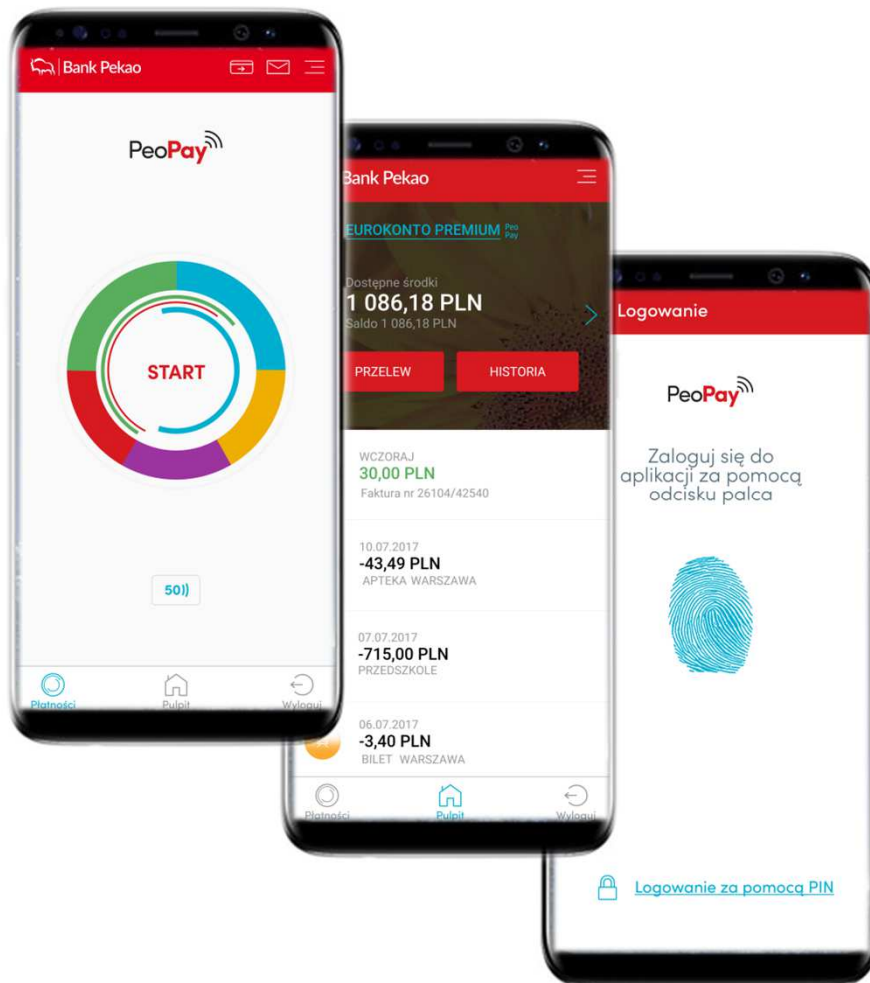 Bank Pekao
PeoPay
START
50))
Płatności
Pulpit
Wyloguj
Bank Pekao
EUROKONTO PREMIUM Peo Pay
Dostępne środki
1 086,18 PLN
Saldo 1 086,18 PLN
PRZELEW HISTORIA
WCZORAJ
30,00 PLN
Faktura nr 26104/42540
10.07.2017
-43,49 PLN
APTEKA WARSZAWA
07.07.2017
-715,00 PLN
PRZEDSZKOLE
06.07.2017
-3,40 PLN
BILET WARSZAWA
Płatności
Pulpit
Wyloguj
Logowanie
PeoPay
Zaloguj się do
aplikacji za pomocą
odcisku palca
Logowanie za pomocą PIN